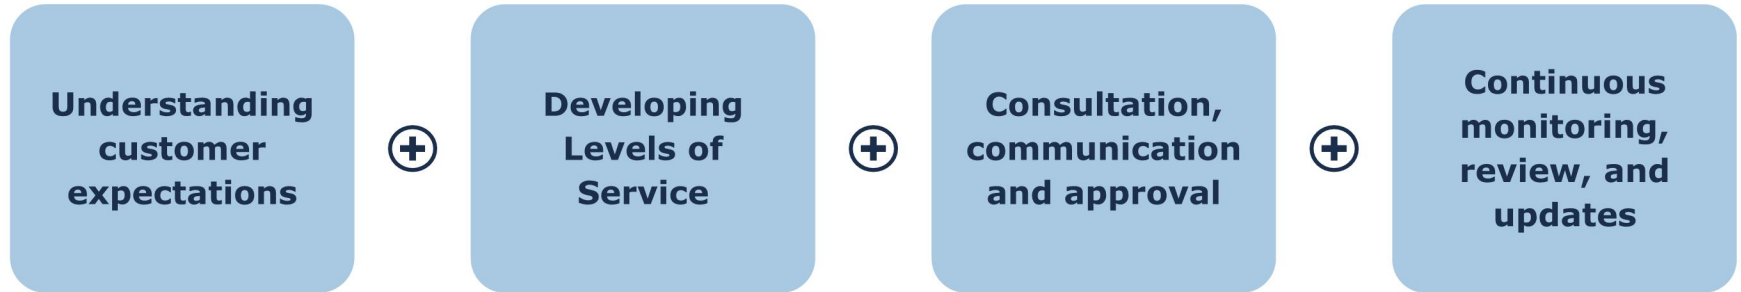 Understanding
customer
expectations
Developing
Levels of
Service
Consultation,
communication
and approval
Continuous
monitoring,
review, and
updates